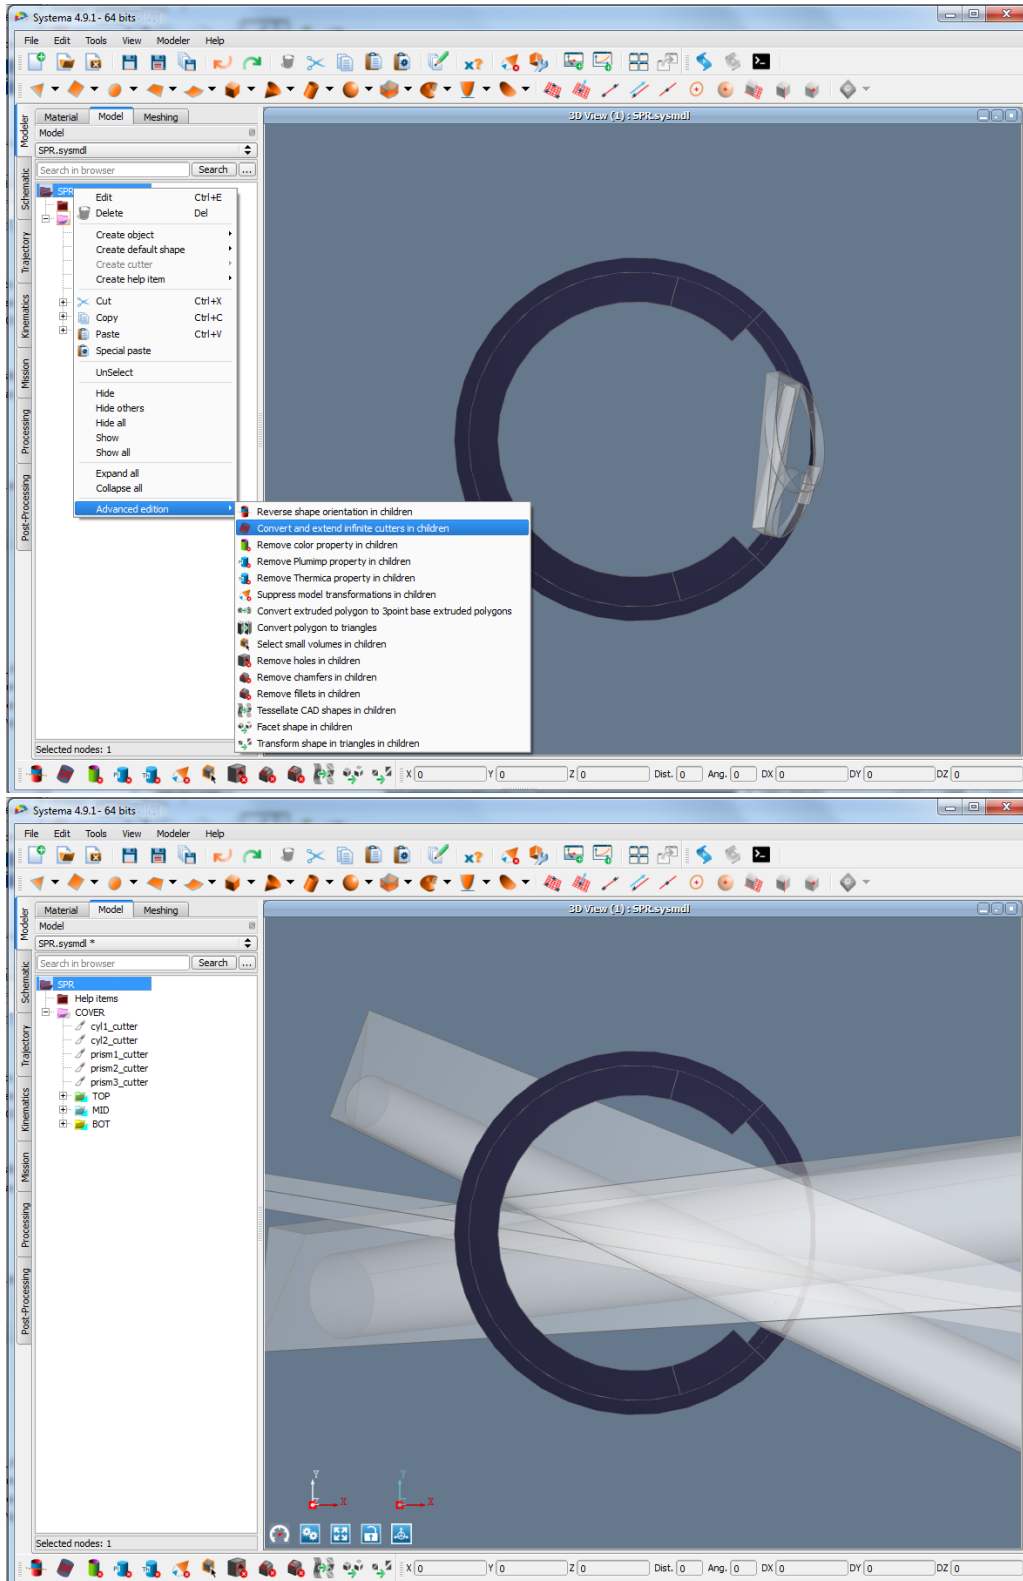 Systema 4.9.1 - 64 bits
File Edit Tools View Modeler Help
Material Model Meshing
3D View (1) : SPR.sysmdl
Model
SPR.sysmdl
Search in browser Search ...
SPR
Edit Ctrl+E
Delete Del
Create object
Create default shape
Create cutter
Create help item
Cut Ctrl+X
Copy Ctrl+C
Paste Ctrl+V
Special paste
UnSelect
Hide
Hide others
Hide all
Show
Show all
Expand all
Collapse all
Advanced edition
Reverse shape orientation in children
Convert and extend infinite cutters in children
Remove color property in children
Remove Plumimp property in children
Remove Thermica property in children
Suppress model transformations in children
Convert extruded polygon to 3point base extruded polygons
Convert polygon to triangles
Select small volumes in children
Remove holes in children
Remove chamfers in children
Remove fillets in children
Tessellate CAD shapes in children
Facet shape in children
Transform shape in triangles in children
Modeler
Schematic
Trajectory
Kinematics
Mission
Processing
Post-Processing
Selected nodes: 1
X 0 Y 0 Z 0 Dist. 0 Ang. 0 DX 0 DY 0 DZ 0
Systema 4.9.1 - 64 bits
File Edit Tools View Modeler Help
Material Model Meshing
3D View (1) : SPR.sysmdl
Model
SPR.sysmdl *
Search in browser Search ...
SPR
Help items
COVER
cyl1_cutter
cyl2_cutter
prism1_cutter
prism2_cutter
prism3_cutter
TOP
MID
BOT
Modeler
Schematic
Trajectory
Kinematics
Mission
Processing
Post-Processing
Y
X
Z
Y
X
Selected nodes: 1
X 0 Y 0 Z 0 Dist. 0 Ang. 0 DX 0 DY 0 DZ 0